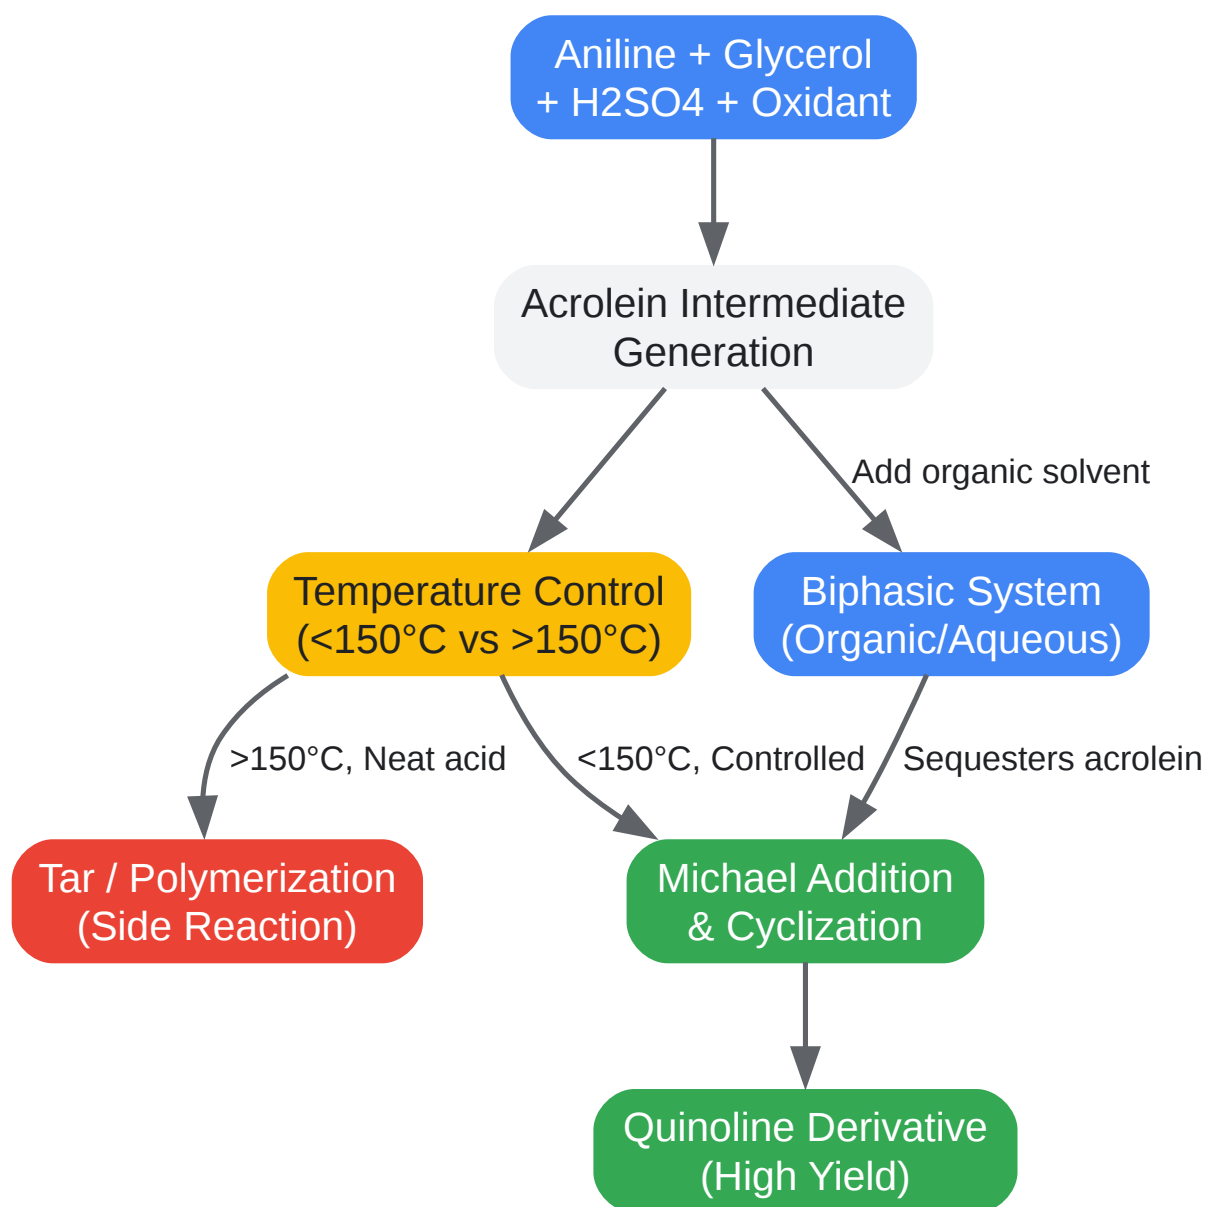 Aniline + Glycerol
+ H2SO4 + Oxidant
Acrolein Intermediate
Generation
Add organic solvent
Temperature Control
(<150°C vs >150°C)
Biphasic System
(Organic/Aqueous)
>150°C, Neat acid
<150°C, Controlled
Sequesters acrolein
Tar / Polymerization
(Side Reaction)
Michael Addition
& Cyclization
Quinoline Derivative
(High Yield)